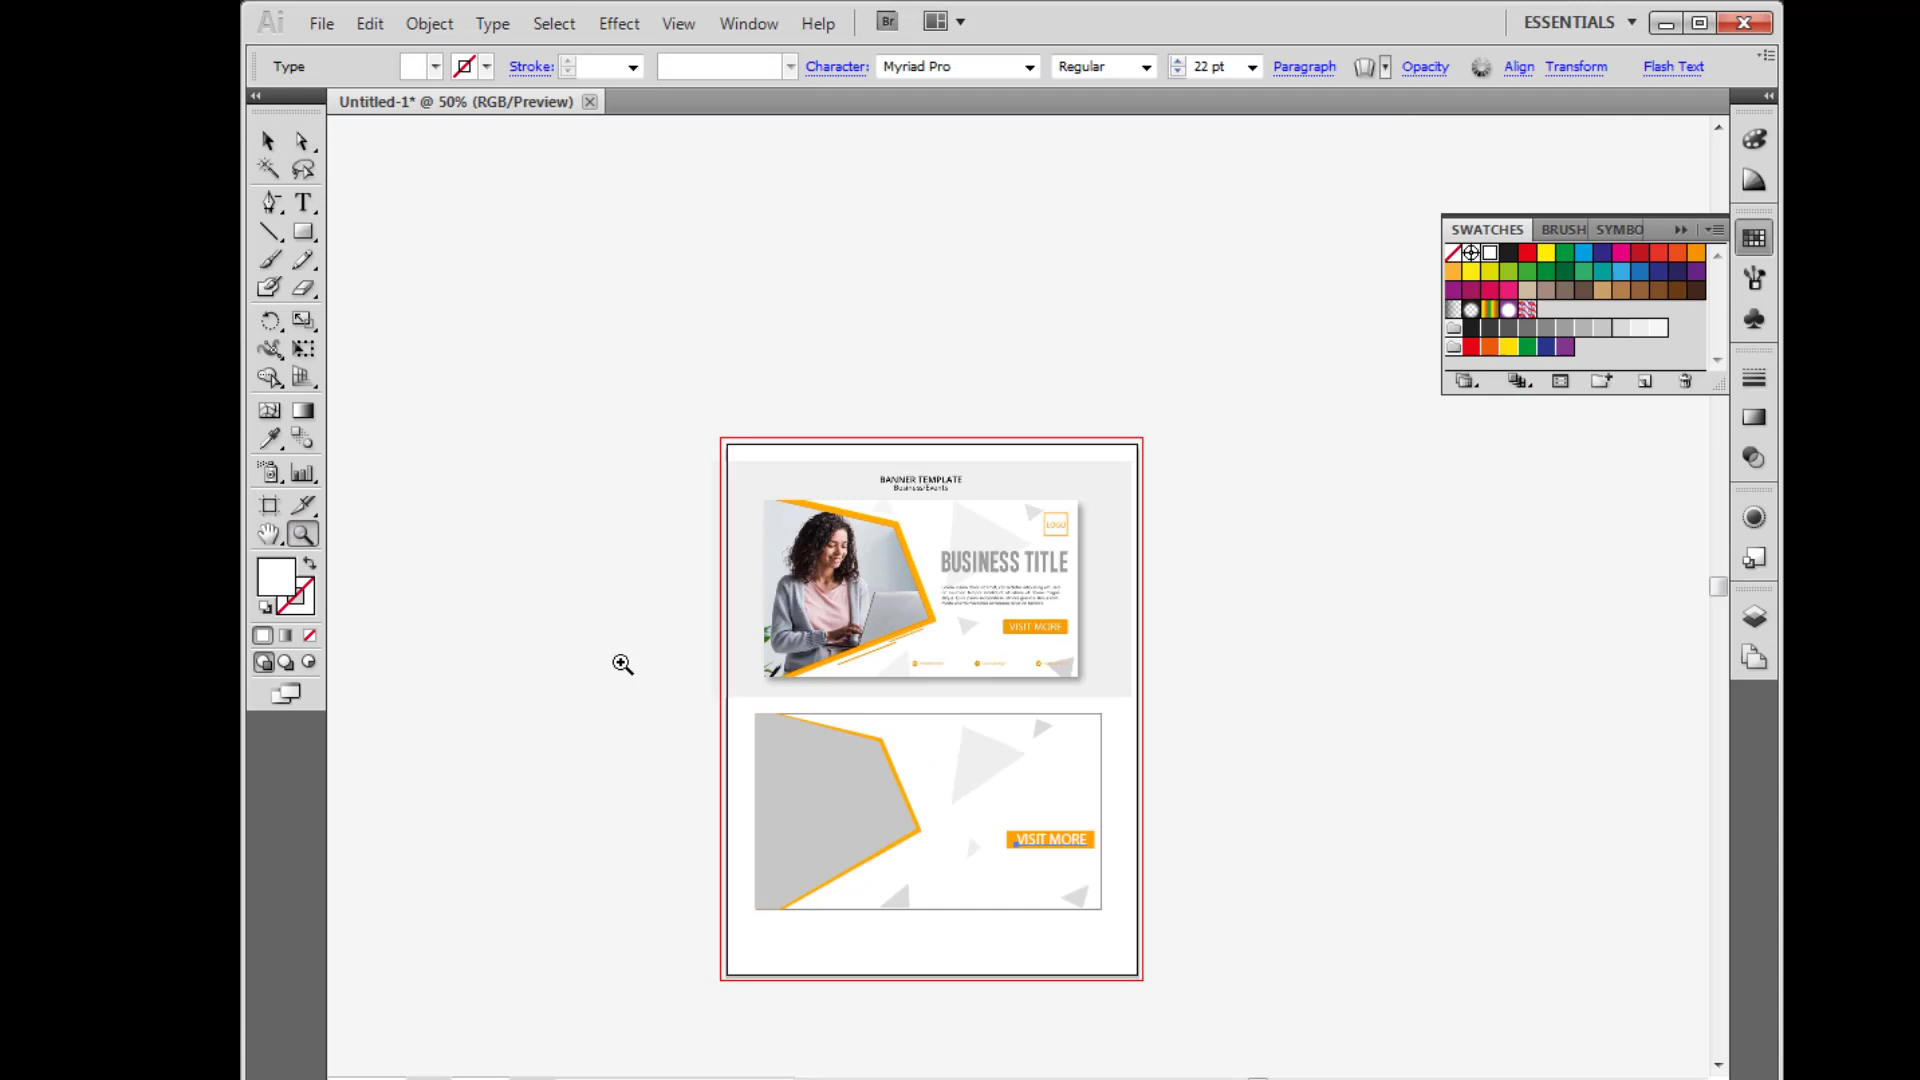 Ai File Edit Object Type Select Effect View Window Help Br ESSENTIALS
Type Stroke: Character: Myriad Pro Regular 22 pt Paragraph Opacity Align Transform Flash Text
Untitled-1* @ 50% (RGB/Preview)
SWATCHES BRUSH SYMBO
BANNER TEMPLATE
Business/Events
LOGO
BUSINESS TITLE
VISIT MORE
VISIT MORE